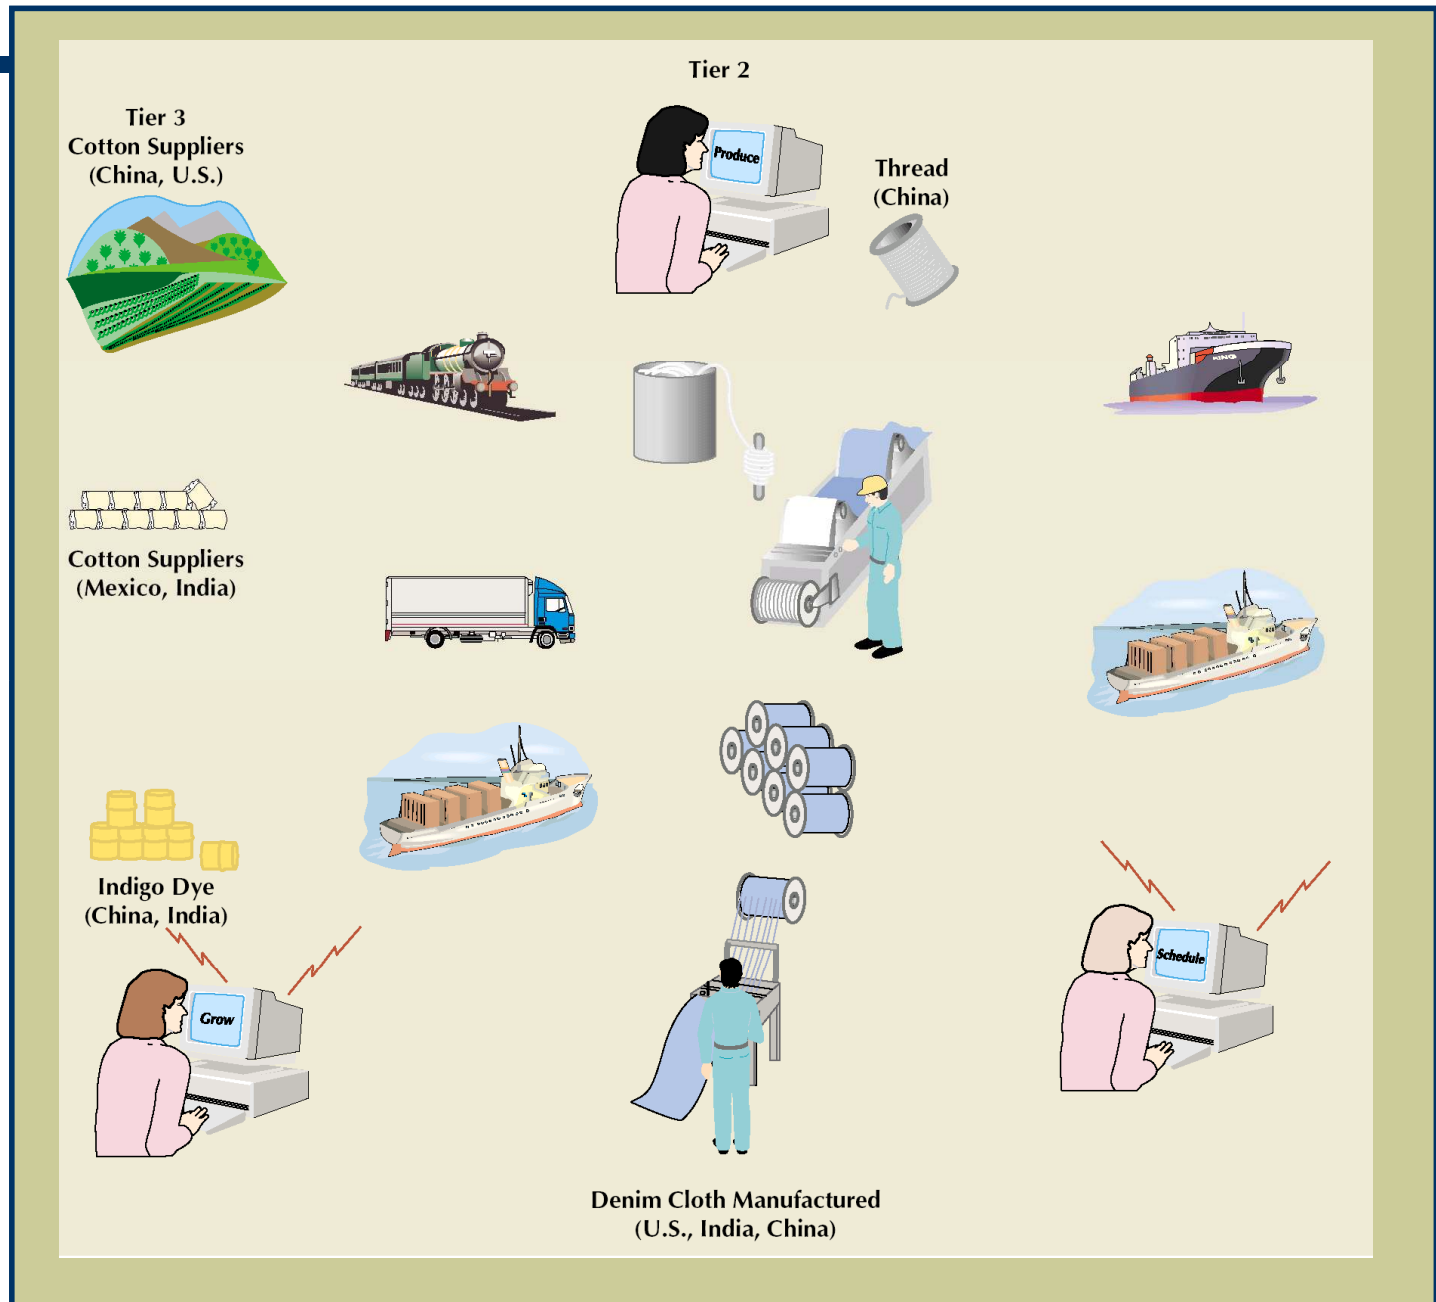 Tier 2
Tier 3
Cotton Suppliers
(China, U.S.)
Produce
Thread
(China)
Cotton Suppliers
(Mexico, India)
Indigo Dye
(China, India)
Grow
Schedule
Denim Cloth Manufactured
(U.S., India, China)